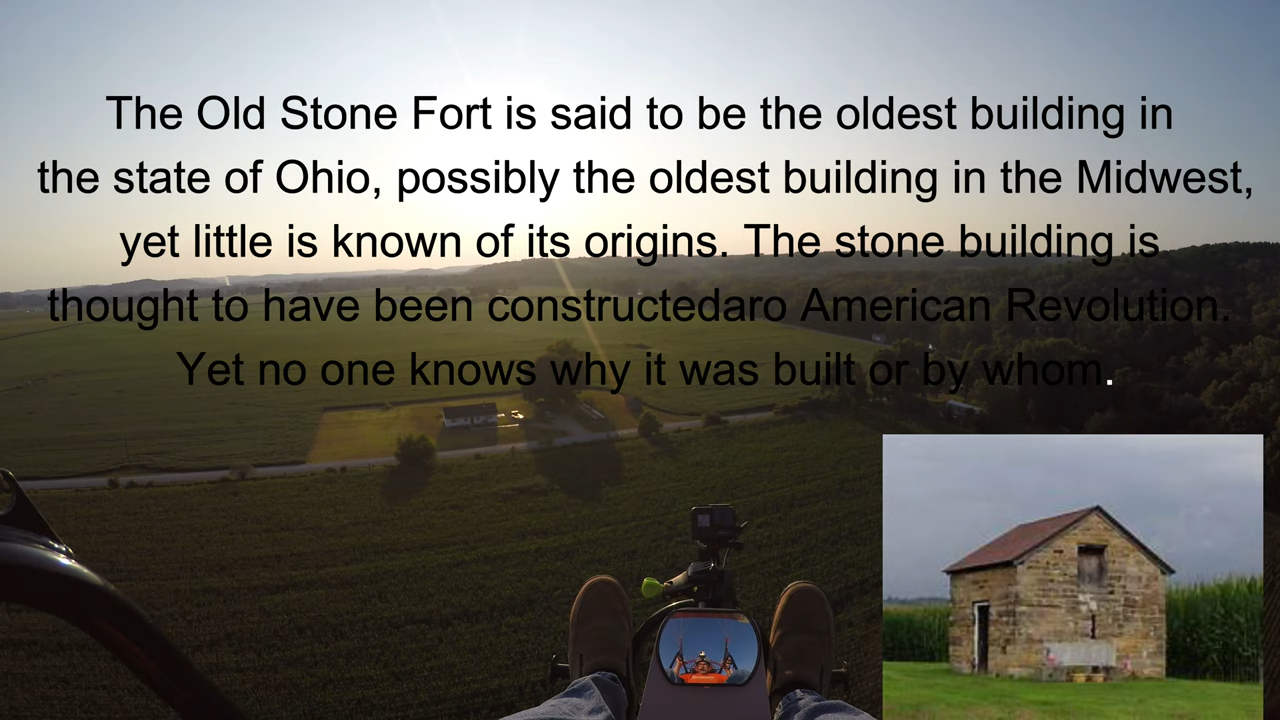 The Old Stone Fort is said to be the oldest building in
the state of Ohio, possibly the oldest building in the Midwest,
yet little is known of its origins. The stone building is
thought to have been constructedaro American Revolution.
Yet no one knows why it was built or by whom.